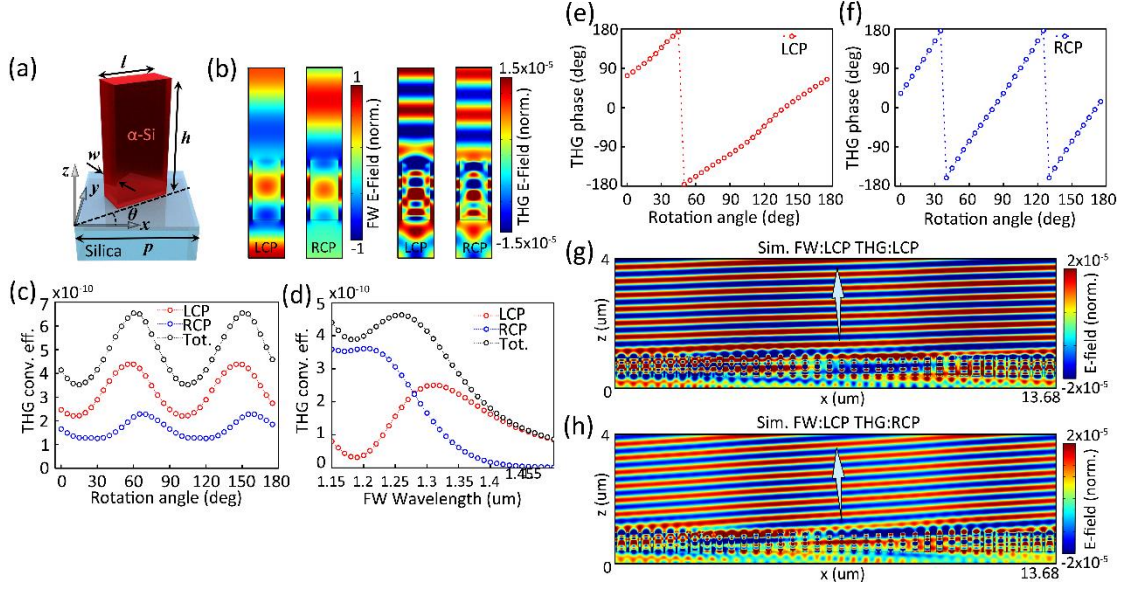 (a)
l
α-Si
h
w
z
y
θ
x
Silica
p
(b)
LCP
RCP
1
FW E-Field (norm.)
-1
LCP
RCP
1.5x10⁻⁵
THG E-Field (norm.)
-1.5x10⁻⁵
(c)
x10⁻¹⁰
7
6
5
4
3
2
1
0
THG conv. eff.
LCP
RCP
Tot.
0 30 60 90 120 150 180
Rotation angle (deg)
(d)
x10⁻¹⁰
6
5
4
3
2
1
0
THG conv. eff.
LCP
RCP
Tot.
1.15 1.2 1.25 1.3 1.35 1.4 1.45 1.5
FW Wavelength (um)
(e)
180
90
0
-90
-180
THG phase (deg)
LCP
0 30 60 90 120 150 180
Rotation angle (deg)
(f)
180
90
0
-90
-180
THG phase (deg)
RCP
0 30 60 90 120 150 180
Rotation angle (deg)
(g)
Sim. FW:LCP THG:LCP
4
z (um)
0
x (um)
13.68
2x10⁻⁵
E-field (norm.)
-2x10⁻⁵
(h)
Sim. FW:LCP THG:RCP
4
z (um)
0
x (um)
13.68
2x10⁻⁵
E-field (norm.)
-2x10⁻⁵